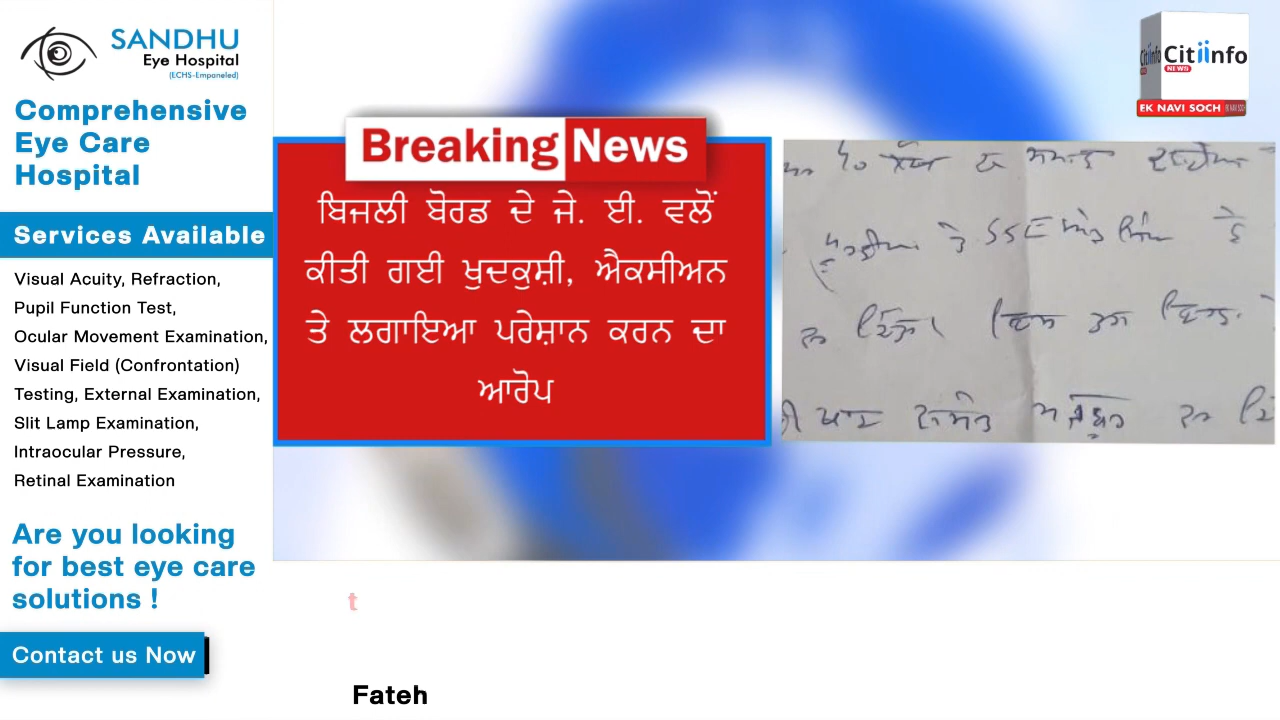 SANDHU
Eye Hospital
(ECHS-Empaneled)
Comprehensive
Eye Care
Hospital
Services Available
Visual Acuity, Refraction,
Pupil Function Test,
Ocular Movement Examination,
Visual Field (Confrontation)
Testing, External Examination,
Slit Lamp Examination,
Intraocular Pressure,
Retinal Examination
Are you looking
for best eye care
solutions !
Contact us Now
Breaking News
ਬਿਜਲੀ ਬੋਰਡ ਦੇ ਜੇ. ਈ. ਵਲੋਂ
ਕੀਤੀ ਗਈ ਖੁਦਕੁਸ਼ੀ, ਐਕਸੀਅਨ
ਤੇ ਲਗਾਇਆ ਪਰੇਸ਼ਾਨ ਕਰਨ ਦਾ
ਆਰੋਪ
Citiinfo
NEWS
EK NAVI SOCH
SSE
t
Fateh